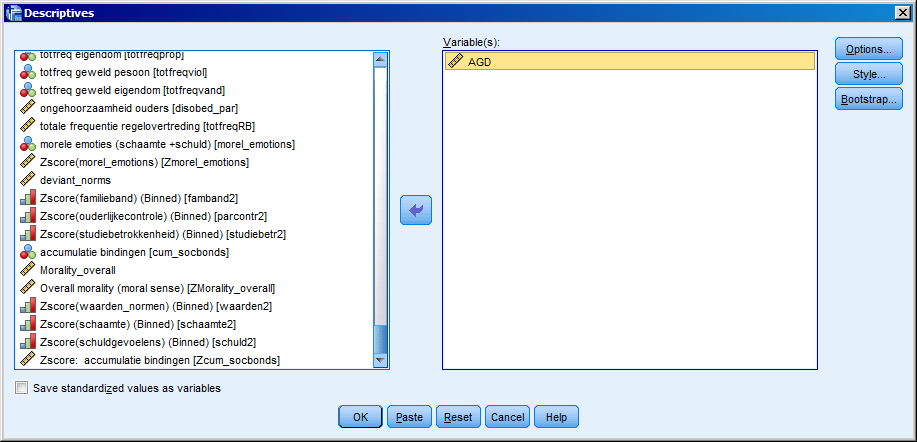 Descriptives
totfreq eigendom [totfreqprop]
totfreq geweld pesoon [totfreqviol]
totfreq geweld eigendom [totfreqvand]
ongehoorzaamheid ouders [disobed_par]
totale frequentie regelovertreding [totfreqRB]
morele emoties (schaamte +schuld) [morel_emotions]
Zscore(morel_emotions) [Zmorel_emotions]
deviant_norms
Zscore(familieband) (Binned) [famband2]
Zscore(ouderlijkecontrole) (Binned) [parcontr2]
Zscore(studiebetrokkenheid) (Binned) [studiebetr2]
accumulatie bindingen [cum_socbonds]
Morality_overall
Overall morality (moral sense) [ZMorality_overall]
Zscore(waarden_normen) (Binned) [waarden2]
Zscore(schaamte) (Binned) [schaamte2]
Zscore(schuldgevoelens) (Binned) [schuld2]
Zscore: accumulatie bindingen [Zcum_socbonds]
Variable(s):
AGD
Options...
Style...
Bootstrap...
Save standardized values as variables
OK
Paste
Reset
Cancel
Help